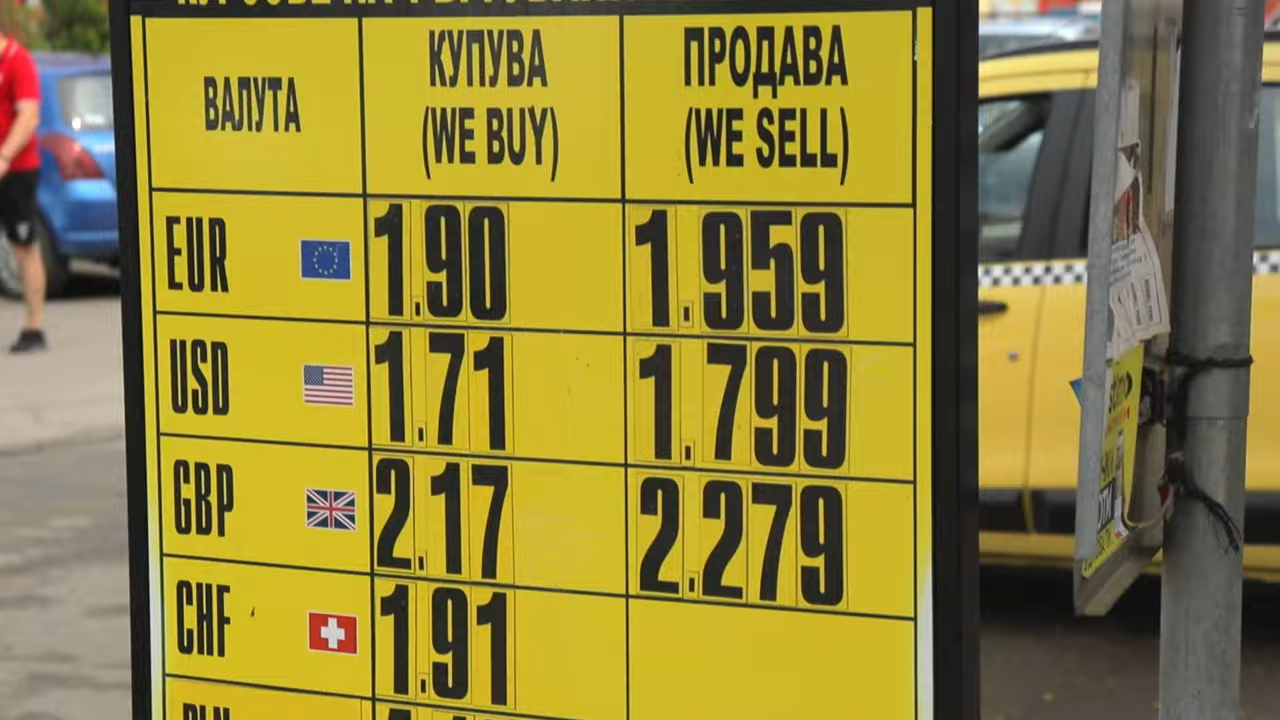 ВАЛУТА
КУПУВА
(WE BUY)
ПРОДАВА
(WE SELL)
EUR 1.90 1.959
USD 1.71 1.799
GBP 2.17 2.279
CHF 1.91